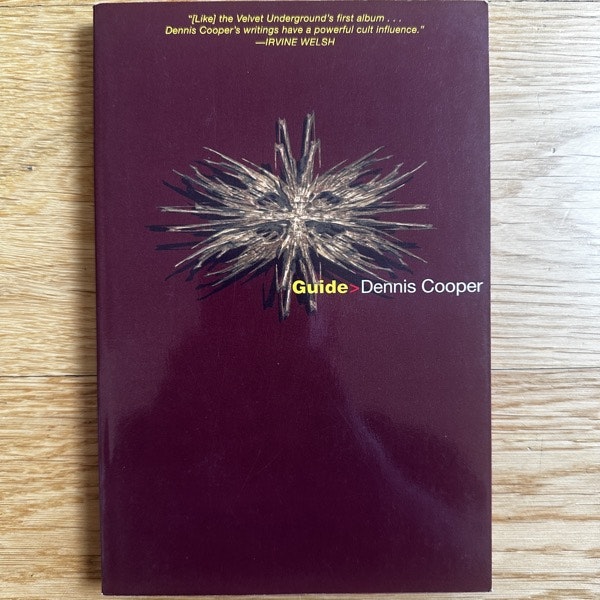 "[Like] the Velvet Underground's first album . . .
Dennis Cooper's writings have a powerful cult influence."
—IRVINE WELSH
Guide>Dennis Cooper